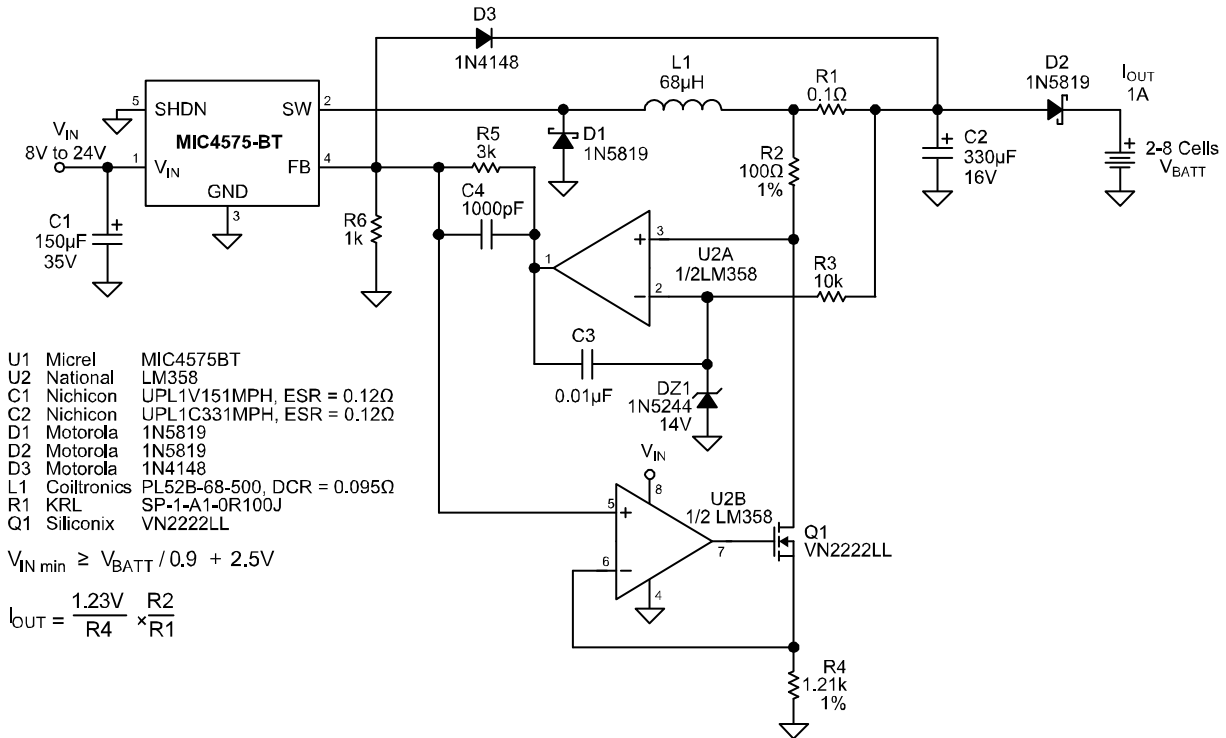 D3
1N4148
L1
68µH
R1
0.1Ω
D2
1N5819
IOUT
1A
5
SHDN
SW
2
MIC4575-BT
VIN
8V to 24V
1
VIN
FB
4
GND
3
C1
150µF
35V
+
R5
3k
C4
1000pF
R6
1k
D1
1N5819
R2
100Ω
1%
+
C2
330µF
16V
+
2-8 Cells
VBATT
1
+
3
−
2
U2A
1/2LM358
R3
10k
C3
0.01µF
DZ1
1N5244
14V
U1 Micrel MIC4575BT
U2 National LM358
C1 Nichicon UPL1V151MPH, ESR = 0.12Ω
C2 Nichicon UPL1C331MPH, ESR = 0.12Ω
D1 Motorola 1N5819
D2 Motorola 1N5819
D3 Motorola 1N4148
L1 Coiltronics PL52B-68-500, DCR = 0.095Ω
R1 KRL SP-1-A1-0R100J
Q1 Siliconix VN2222LL
VIN min ≥ VBATT / 0.9 + 2.5V
IOUT = 1.23V/R4 × R2/R1
VIN
8
5
+
6
−
7
4
U2B
1/2 LM358
Q1
VN2222LL
R4
1.21k
1%